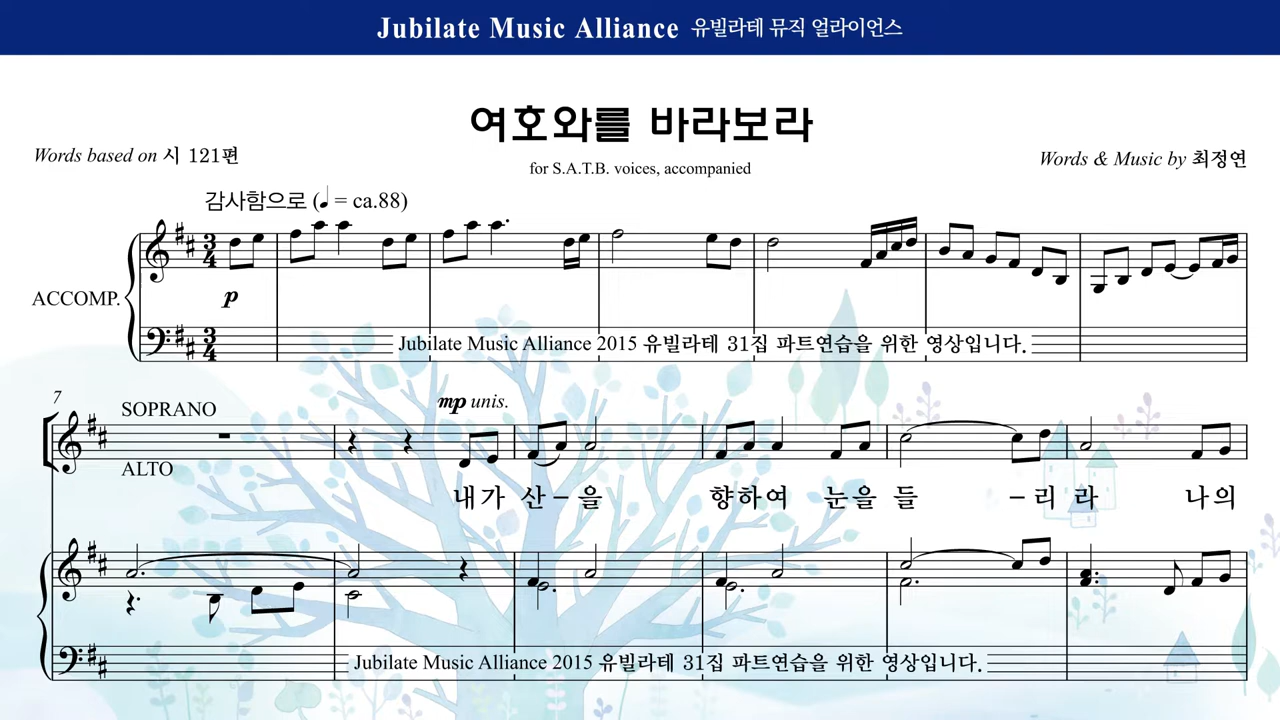 Jubilate Music Alliance 유빌라테 뮤직 얼라이언스
여호와를 바라보라
Words based on 시 121편
for S.A.T.B. voices, accompanied
Words & Music by 최정연
감사함으로 (♩ = ca.88)
3 4
ACCOMP.
p
3 4
Jubilate Music Alliance 2015 유빌라테 31집 파트연습을 위한 영상입니다.
7
SOPRANO
mp unis.
ALTO
내가 산 - 을 향하여 눈을 들 - 리 라 나의
Jubilate Music Alliance 2015 유빌라테 31집 파트연습을 위한 영상입니다.